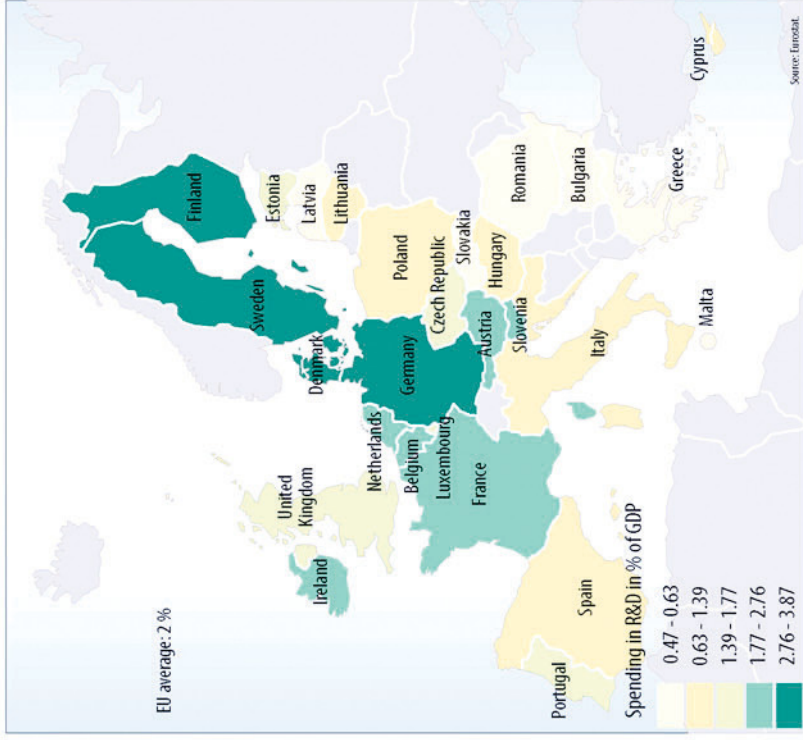 EU average: 2 %
Finland
Sweden
Estonia
Latvia
Lithuania
Denmark
United
Kingdom
Ireland
Netherlands
Belgium
Luxembourg
Germany
Poland
Czech Republic
Slovakia
Austria
Hungary
Slovenia
Romania
Bulgaria
France
Italy
Spain
Portugal
Greece
Malta
Cyprus
Spending in R&D in % of GDP
0.47 - 0.63
0.63 - 1.39
1.39 - 1.77
1.77 - 2.76
2.76 - 3.87
Source: Eurostat.